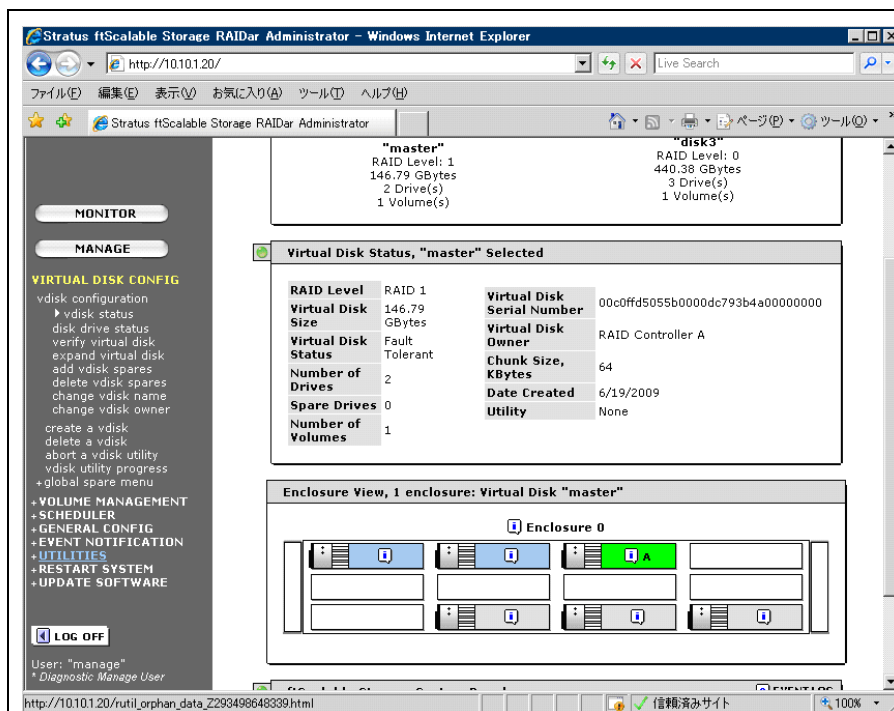 Stratus ftScalable Storage RAIDar Administrator - Windows Internet Explorer
http://10.10.1.20/
Live Search
ファイル(F) 編集(E) 表示(V) お気に入り(A) ツール(T) ヘルプ(H)
Stratus ftScalable Storage RAIDar Administrator
ページ(P) ツール(O)
"master"
RAID Level: 1
146.79 GBytes
2 Drive(s)
1 Volume(s)
"disk3"
RAID Level: 0
440.38 GBytes
3 Drive(s)
1 Volume(s)
MONITOR
MANAGE
VIRTUAL DISK CONFIG
vdisk configuration
vdisk status
disk drive status
verify virtual disk
expand virtual disk
add vdisk spares
delete vdisk spares
change vdisk name
change vdisk owner
create a vdisk
delete a vdisk
abort a vdisk utility
vdisk utility progress
+global spare menu
+VOLUME MANAGEMENT
+SCHEDULER
+GENERAL CONFIG
+EVENT NOTIFICATION
+UTILITIES
+RESTART SYSTEM
+UPDATE SOFTWARE
LOG OFF
User: "manage"
* Diagnostic Manage User
Virtual Disk Status, "master" Selected
RAID Level RAID 1
Virtual Disk Size 146.79 GBytes
Virtual Disk Status Fault Tolerant
Number of Drives 2
Spare Drives 0
Number of Volumes 1
Virtual Disk Serial Number 00c0ffd5055b0000dc793b4a00000000
Virtual Disk Owner RAID Controller A
Chunk Size, KBytes 64
Date Created 6/19/2009
Utility None
Enclosure View, 1 enclosure: Virtual Disk "master"
Enclosure 0
A
http://10.10.1.20/rutil_orphan_data_Z293498648339.html
信頼済みサイト
100%